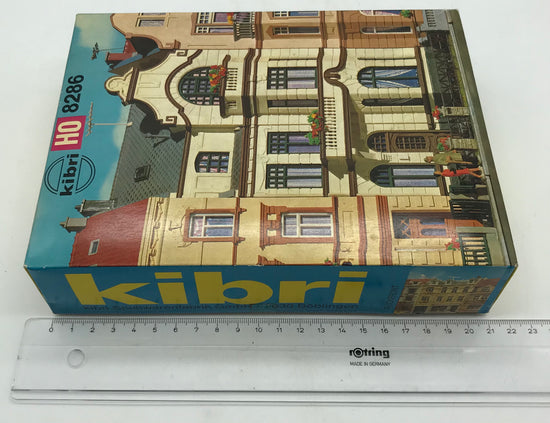 kibri HO 8286
kibri
0 1 2 3 4 5 6 7 8 9 10 11 12 13 14 15 16 17 18 19 20 21 22 23
rotring
MADE IN GERMANY